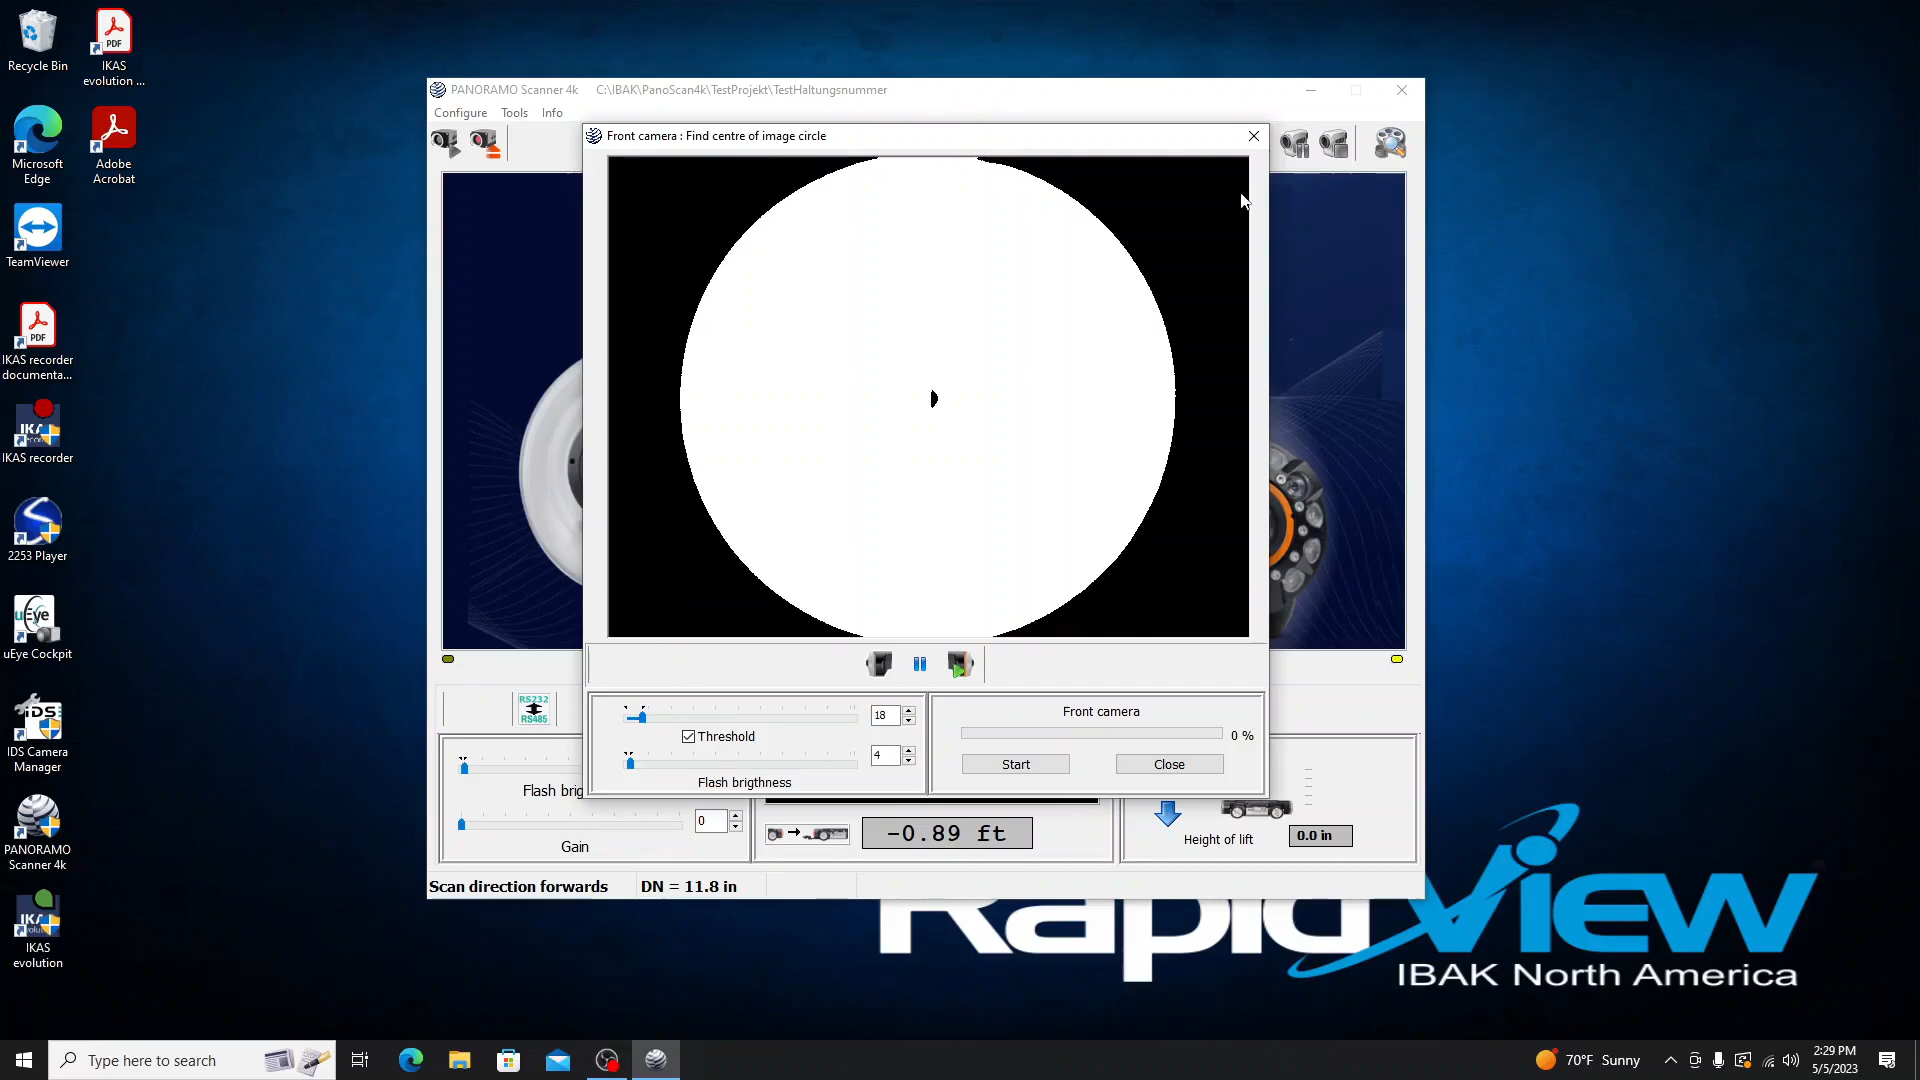 Recycle Bin
IKAS
evolution ...
Microsoft
Edge
Adobe
Acrobat
TeamViewer
IKAS recorder
documenta...
IKAS recorder
2253 Player
uEye Cockpit
IDS Camera
Manager
PANORAMO
Scanner 4k
IKAS
evolution
PANORAMO Scanner 4k C:\IBAK\PanoScan4k\TestProjekt\TestHaltungsnummer
Configure Tools Info
Front camera : Find centre of image circle
RS232
RS485
18
Threshold
4
Flash brigthness
Front camera
0 %
Start Close
Flash brig
0
Gain
-0.89 ft
Height of lift
0.0 in
Scan direction forwards DN = 11.8 in
RapidView
IBAK North America
Type here to search
70°F Sunny
2:29 PM
5/5/2023